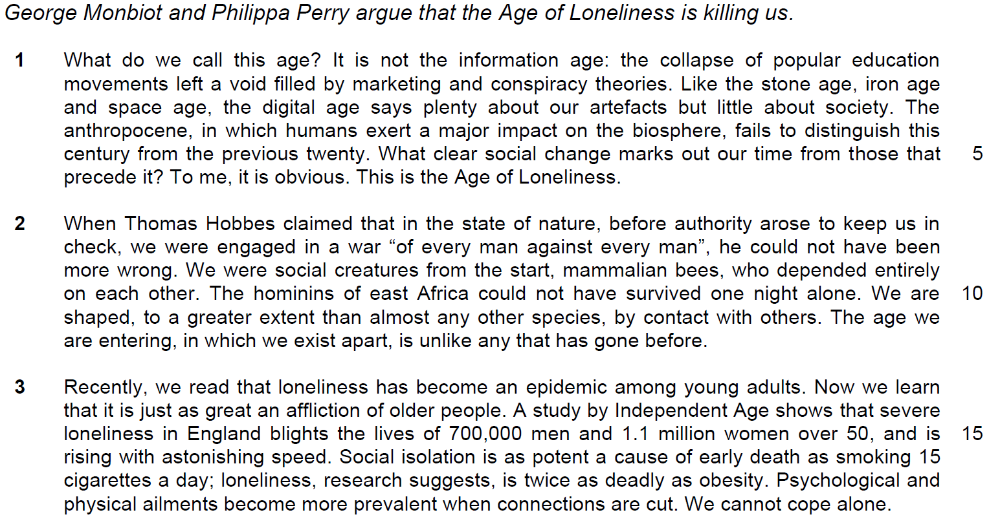 George Monbiot and Philippa Perry argue that the Age of Loneliness is killing us.
1 What do we call this age? It is not the information age: the collapse of popular education
movements left a void filled by marketing and conspiracy theories. Like the stone age, iron age
and space age, the digital age says plenty about our artefacts but little about society. The
anthropocene, in which humans exert a major impact on the biosphere, fails to distinguish this
century from the previous twenty. What clear social change marks out our time from those that 5
precede it? To me, it is obvious. This is the Age of Loneliness.
2 When Thomas Hobbes claimed that in the state of nature, before authority arose to keep us in
check, we were engaged in a war “of every man against every man”, he could not have been
more wrong. We were social creatures from the start, mammalian bees, who depended entirely
on each other. The hominins of east Africa could not have survived one night alone. We are 10
shaped, to a greater extent than almost any other species, by contact with others. The age we
are entering, in which we exist apart, is unlike any that has gone before.
3 Recently, we read that loneliness has become an epidemic among young adults. Now we learn
that it is just as great an affliction of older people. A study by Independent Age shows that severe
loneliness in England blights the lives of 700,000 men and 1.1 million women over 50, and is 15
rising with astonishing speed. Social isolation is as potent a cause of early death as smoking 15
cigarettes a day; loneliness, research suggests, is twice as deadly as obesity. Psychological and
physical ailments become more prevalent when connections are cut. We cannot cope alone.